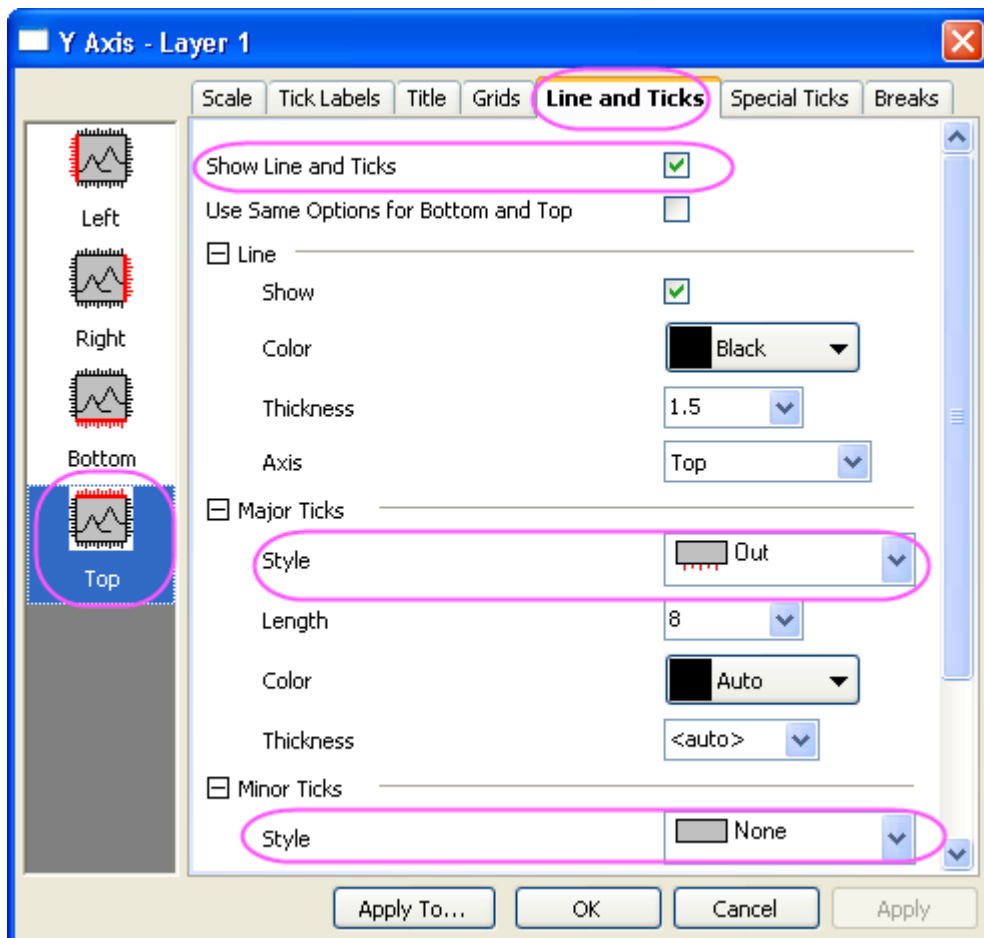 Y Axis - Layer 1
Scale Tick Labels Title Grids Line and Ticks Special Ticks Breaks
Left
Right
Bottom
Top
Show Line and Ticks
Use Same Options for Bottom and Top
Line
Show
Color Black
Thickness 1.5
Axis Top
Major Ticks
Style Out
Length 8
Color Auto
Thickness <auto>
Minor Ticks
Style None
Apply To... OK Cancel Apply